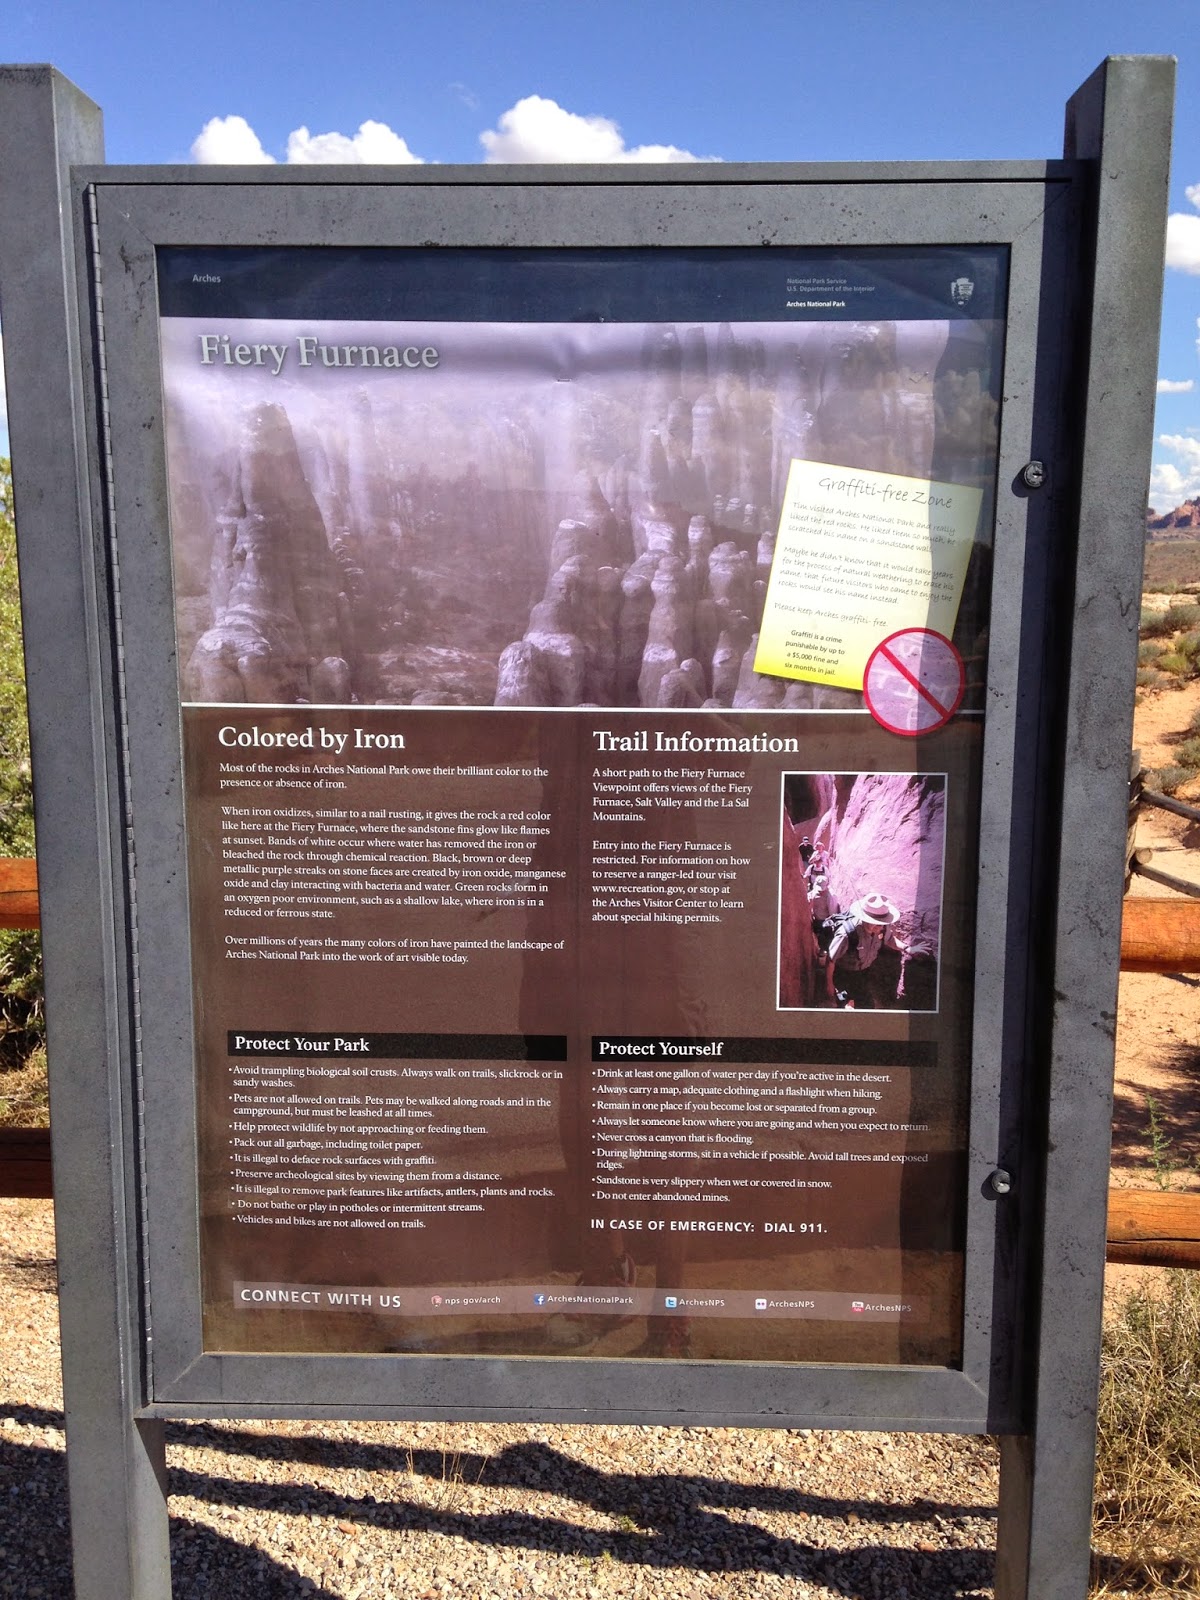 Arches
National Park Service
U.S. Department of the Interior
Arches National Park
Fiery Furnace
Graffiti-free Zone
Tim visited Arches National Park and really
liked the red rocks. He liked them so much, he
scratched his name on a sandstone wall.
Maybe he didn't know that it would take years
for the process of natural weathering to erase his
name, that future visitors who came to enjoy the
rocks would see his name instead.
Please keep Arches graffiti-free.
Graffiti is a crime
punishable by up to
a $5,000 fine and
six months in jail.
Colored by Iron
Most of the rocks in Arches National Park owe their brilliant color to the
presence or absence of iron.
When iron oxidizes, similar to a nail rusting, it gives the rock a red color
like here at the Fiery Furnace, where the sandstone fins glow like flames
at sunset. Bands of white occur where water has removed the iron or
bleached the rock through chemical reaction. Black, brown or deep
metallic purple streaks on stone faces are created by iron oxide, manganese
oxide and clay interacting with bacteria and water. Green rocks form in
an oxygen poor environment, such as a shallow lake, where iron is in a
reduced or ferrous state.
Over millions of years the many colors of iron have painted the landscape of
Arches National Park into the work of art visible today.
Trail Information
A short path to the Fiery Furnace
Viewpoint offers views of the Fiery
Furnace, Salt Valley and the La Sal
Mountains.
Entry into the Fiery Furnace is
restricted. For information on how
to reserve a ranger-led tour visit
www.recreation.gov, or stop at
the Arches Visitor Center to learn
about special hiking permits.
Protect Your Park
• Avoid trampling biological soil crusts. Always walk on trails, slickrock or in
sandy washes.
• Pets are not allowed on trails. Pets may be walked along roads and in the
campground, but must be leashed at all times.
• Help protect wildlife by not approaching or feeding them.
• Pack out all garbage, including toilet paper.
• It is illegal to deface rock surfaces with graffiti.
• Preserve archeological sites by viewing them from a distance.
• It is illegal to remove park features like artifacts, antlers, plants and rocks.
• Do not bathe or play in potholes or intermittent streams.
• Vehicles and bikes are not allowed on trails.
Protect Yourself
• Drink at least one gallon of water per day if you're active in the desert.
• Always carry a map, adequate clothing and a flashlight when hiking.
• Remain in one place if you become lost or separated from a group.
• Always let someone know where you are going and when you expect to return.
• Never cross a canyon that is flooding.
• During lightning storms, sit in a vehicle if possible. Avoid tall trees and exposed
ridges.
• Sandstone is very slippery when wet or covered in snow.
• Do not enter abandoned mines.
IN CASE OF EMERGENCY: DIAL 911.
CONNECT WITH US nps.gov/arch ArchesNationalPark ArchesNPS ArchesNPS ArchesNPS